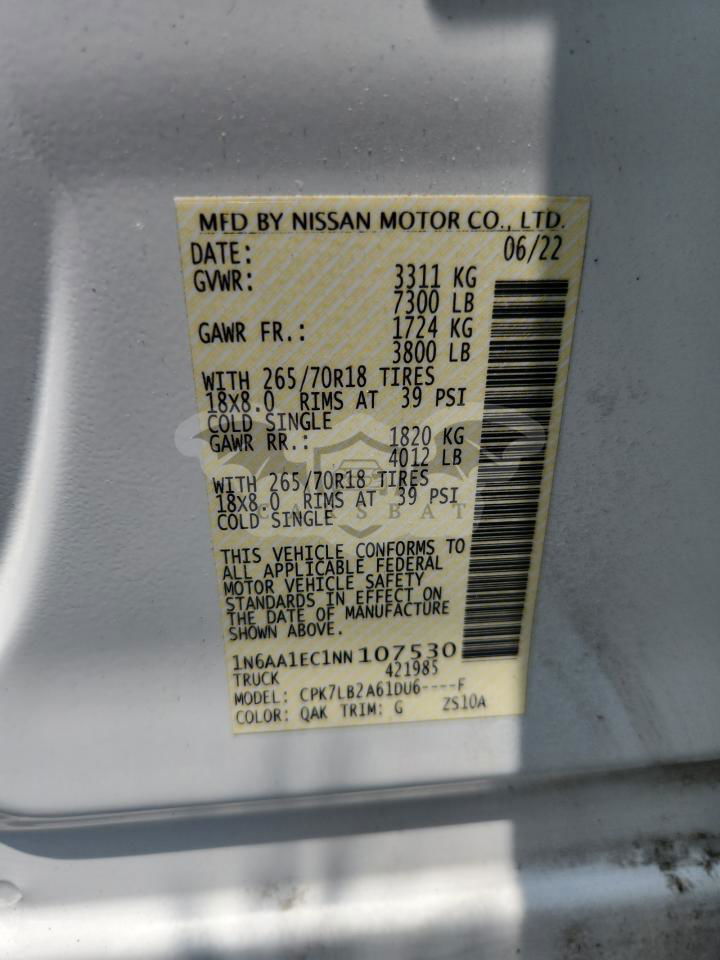 MFD BY NISSAN MOTOR CO., LTD.
DATE: 06/22
GVWR: 3311 KG
7300 LB
GAWR FR.: 1724 KG
3800 LB
WITH 265/70R18 TIRES
18X8.0 RIMS AT 39 PSI
COLD SINGLE
GAWR RR.: 1820 KG
4012 LB
WITH 265/70R18 TIRES
18X8.0 RIMS AT 39 PSI
COLD SINGLE
THIS VEHICLE CONFORMS TO
ALL APPLICABLE FEDERAL
MOTOR VEHICLE SAFETY
STANDARDS IN EFFECT ON
THE DATE OF MANUFACTURE
SHOWN ABOVE.
1N6AA1EC1NN107530
TRUCK 421985
MODEL: CPK7LB2A61DU6----F
COLOR: QAK TRIM: G ZS10A